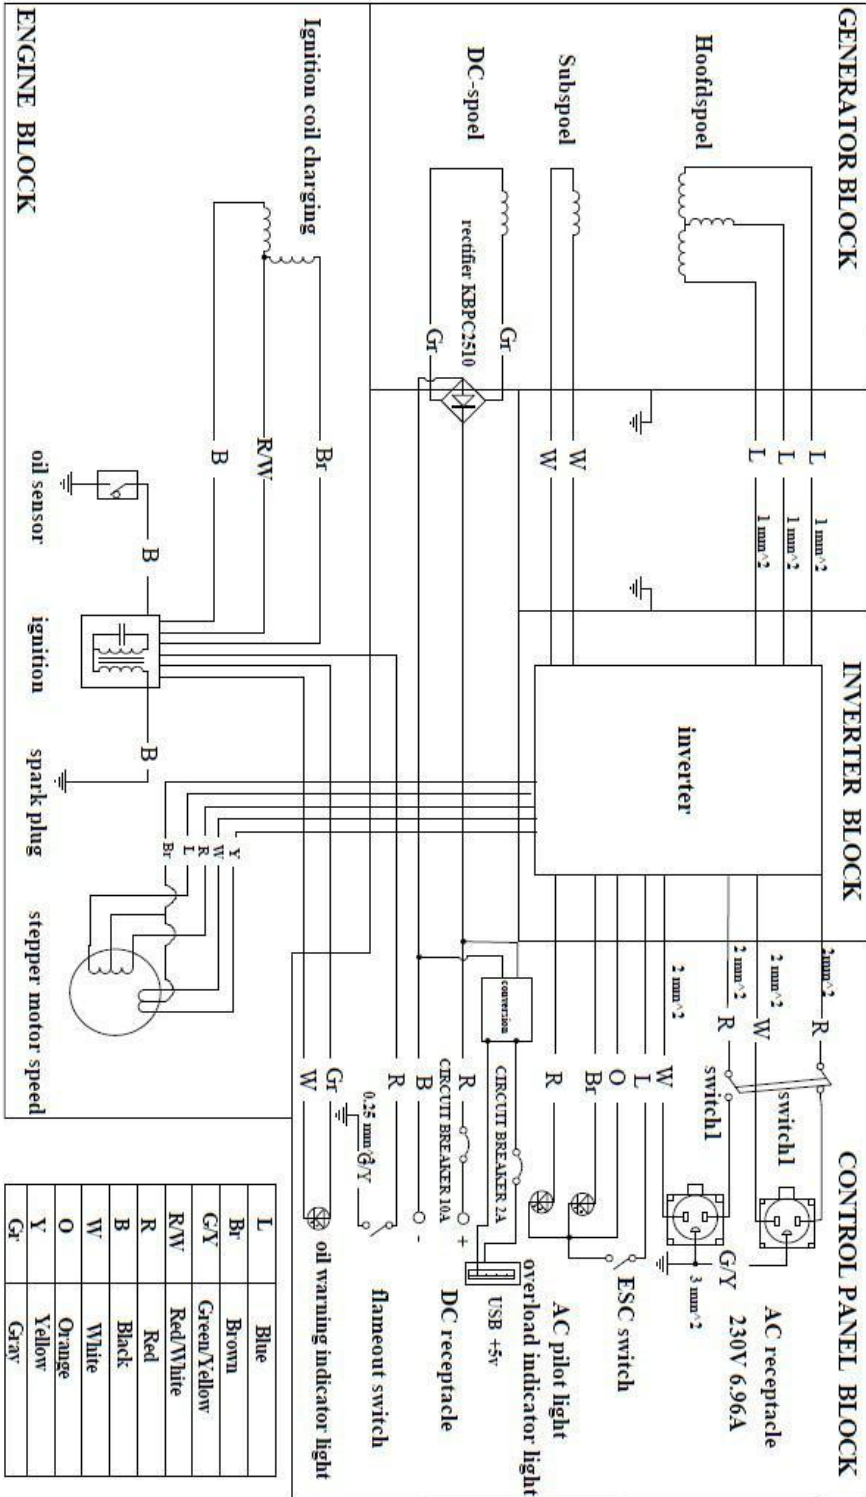 GENERATOR BLOCK
INVERTER BLOCK
CONTROL PANEL BLOCK
Hoofdspoel
L
L
L
1 mm^2
1 mm^2
1 mm^2
Subspoel
W
W
DC-spoel
Gr
Gr
rectifier KBPC2510
inverter
2mm^2
R
2 mm^2
W
2 mm^2
R
switch1
switch1
AC receptacle
230V 6.96A
G/Y
3 mm^2
2 mm^2
W
L
O
Br
R
ESC switch
AC pilot light
overload indicator light
conversion
CIRCUIT BREAKER 2A
USB +5v
R
CIRCUIT BREAKER 10A
+
B
-
DC receptacle
R
0.25 mm^2
G/Y
flameout switch
Gr
W
oil warning indicator light
Ignition coil charging
Br
R/W
B
oil sensor
B
ignition
B
spark plug
Y
W
R
L
Br
stepper motor speed
ENGINE BLOCK
L Blue
Br Brown
G/Y Green/Yellow
R/W Red/White
R Red
B Black
W White
O Orange
Y Yellow
Gr Gray